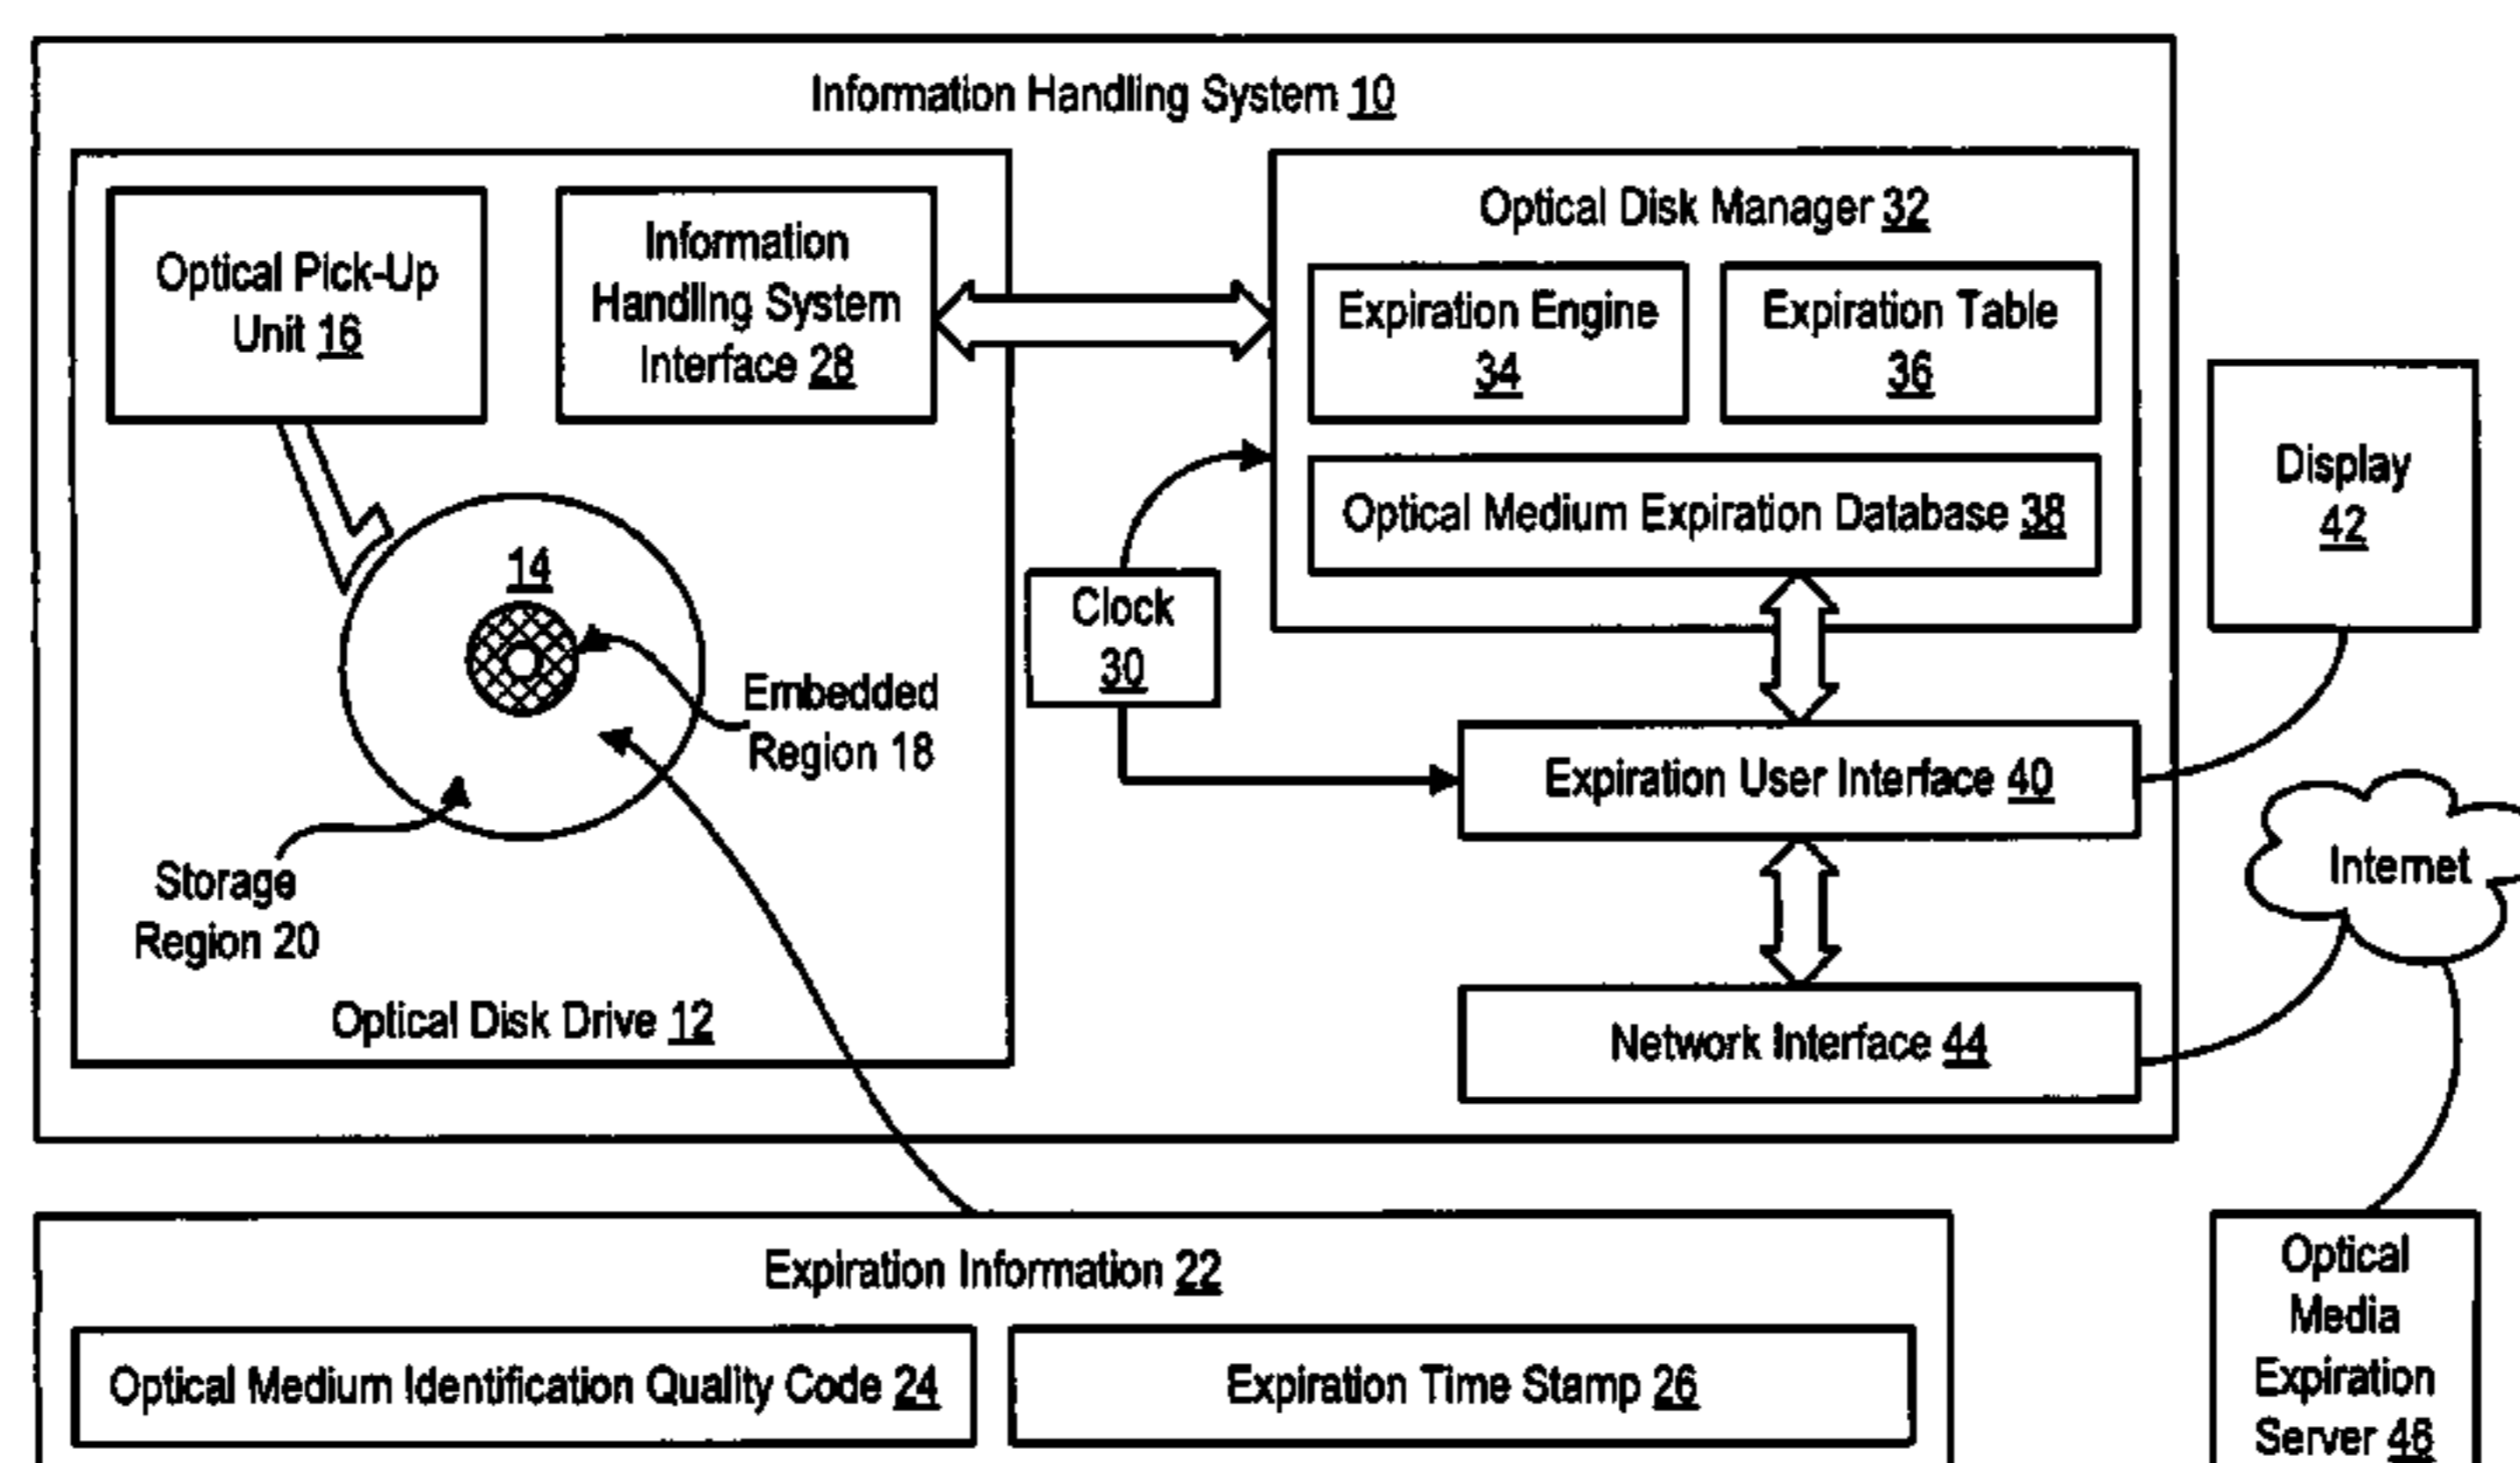 Information Handling System 10
Optical Pick-Up
Unit 16
Information
Handling System
Interface 28
Optical Disk Manager 32
Expiration Engine
34
Expiration Table
36
Optical Medium Expiration Database 38
Display
42
14
Clock
30
Embedded
Region 18
Expiration User Interface 40
Internet
Storage
Region 20
Optical Disk Drive 12
Network Interface 44
Expiration Information 22
Optical Medium Identification Quality Code 24
Expiration Time Stamp 26
Optical
Media
Expiration
Server 46